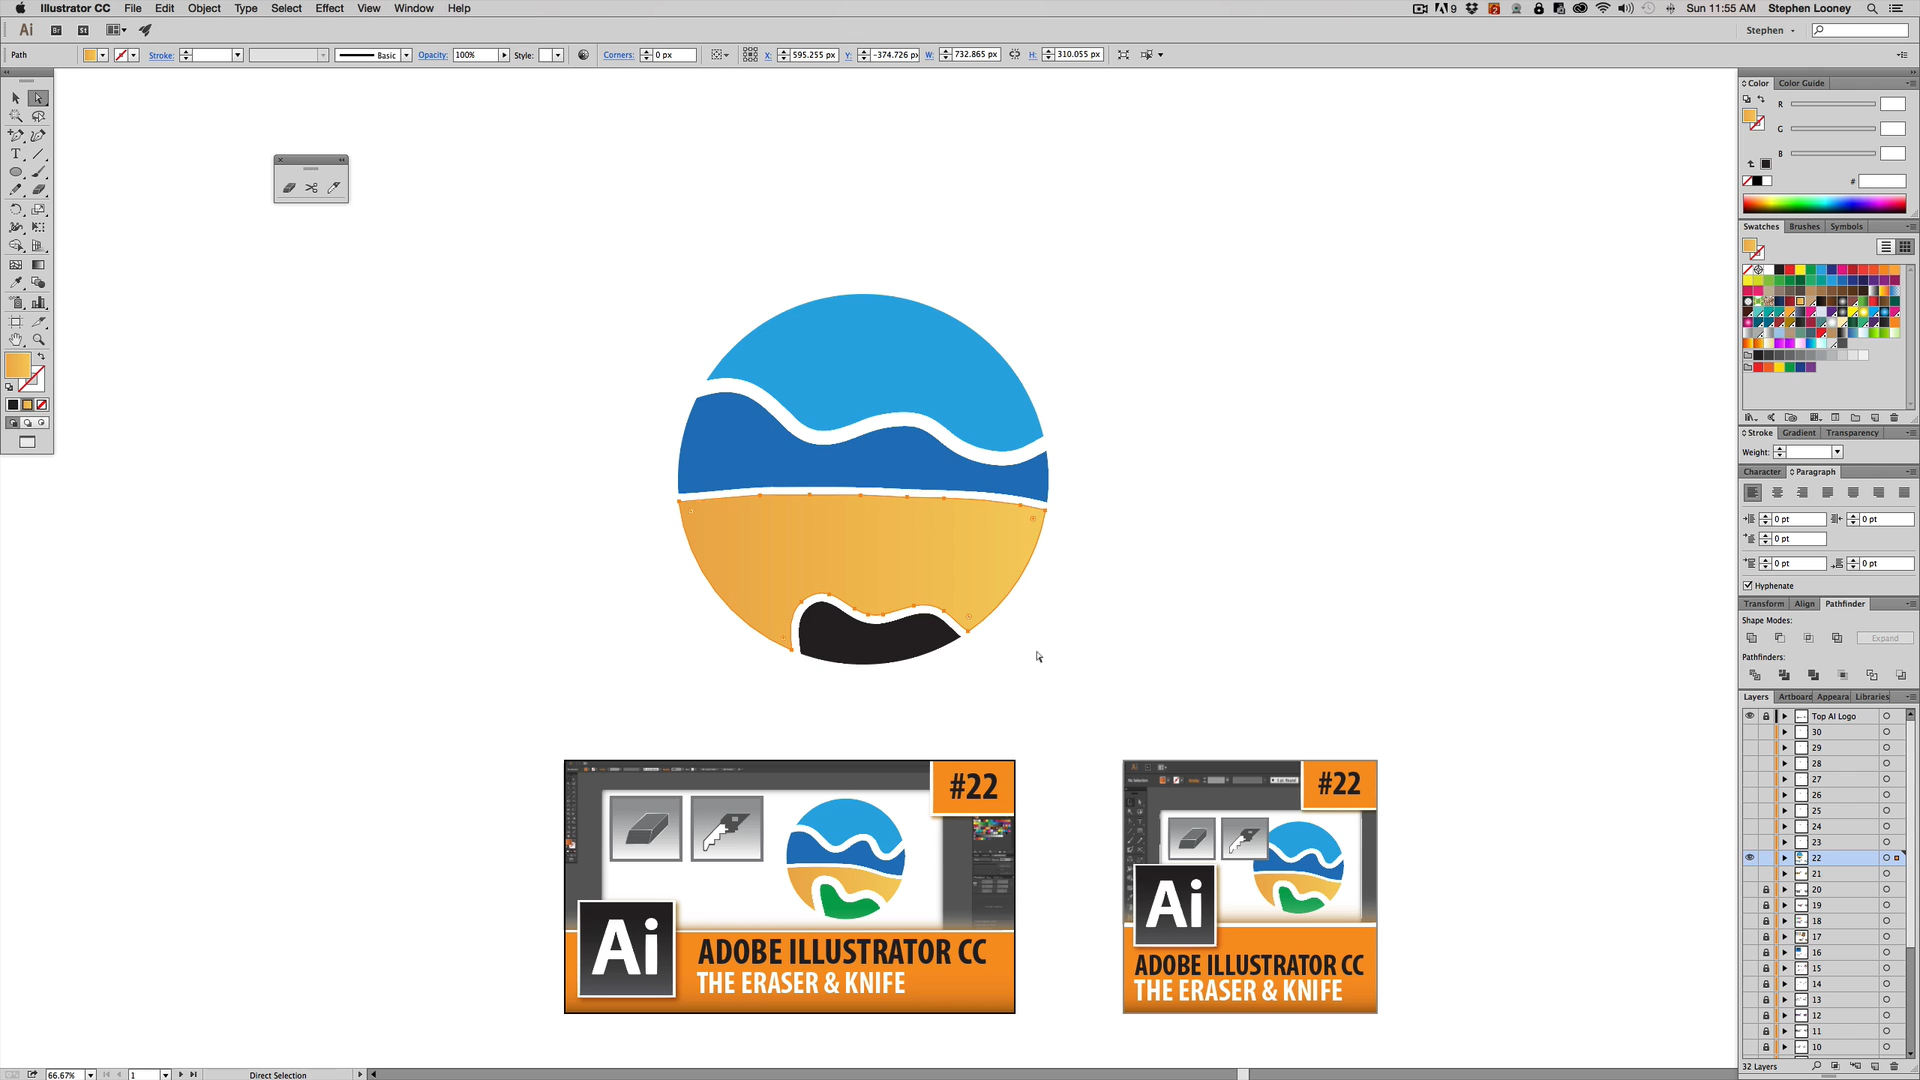 Illustrator CC File Edit Object Type Select Effect View Window Help
9 2 Sun 11:55 AM Stephen Looney
Ai Br St Stephen
Path Stroke: Basic Opacity: 100% Style: Corners: 0 px X: 595.255 px Y: -374.726 px W: 732.865 px H: 310.055 px
Color Color Guide
R
G
B
#
Swatches Brushes Symbols
Stroke Gradient Transparency
Weight:
Character Paragraph
0 pt 0 pt
0 pt
0 pt 0 pt
Hyphenate
Transform Align Pathfinder
Shape Modes:
Expand
Pathfinders:
Layers Artboard Appeara Libraries
Top AI Logo
30
29
28
27
26
25
24
23
22
21
20
19
18
17
16
15
14
13
12
11
10
32 Layers
#22
Ai
ADOBE ILLUSTRATOR CC
THE ERASER & KNIFE
#22
Ai
ADOBE ILLUSTRATOR CC
THE ERASER & KNIFE
66.67% 1 Direct Selection